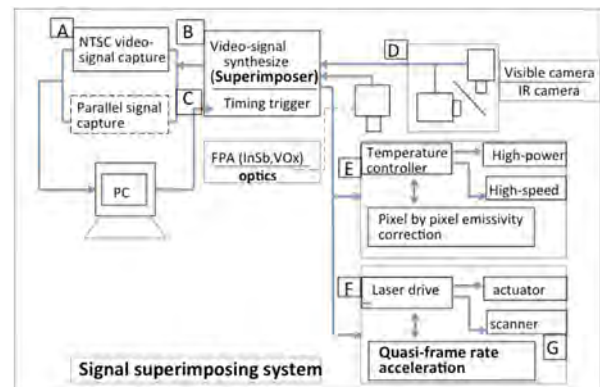 A
NTSC video-
signal capture
Parallel signal
capture
B
Video-signal
synthesize
(Superimposer)
C
Timing trigger
D
Visible camera
IR camera
FPA (InSb,VOx)
optics
PC
E
Temperature
controller
High-power
High-speed
Pixel by pixel emissivity
correction
F
Laser drive
actuator
scanner
G
Quasi-frame rate
acceleration
Signal superimposing system